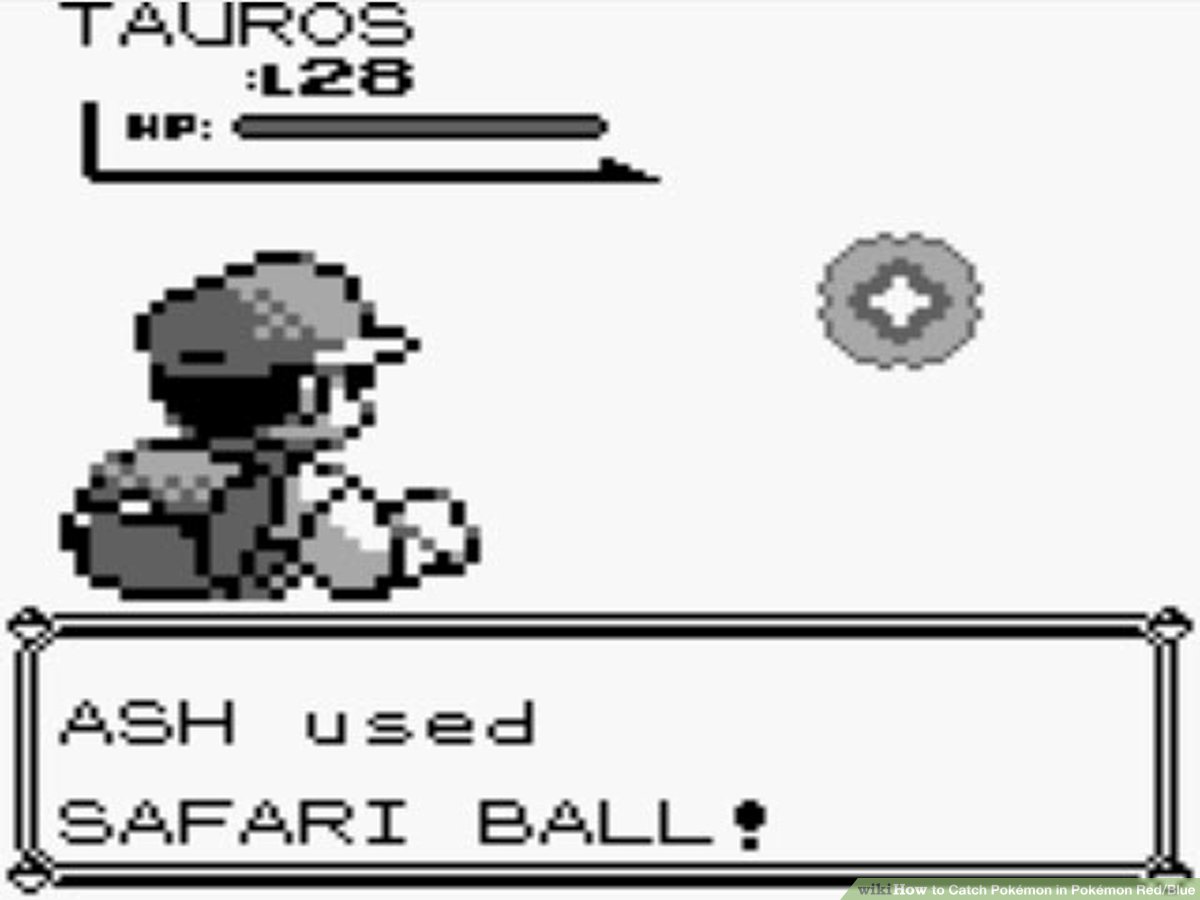 TAUROS
:L28
HP:
ASH used
SAFARI BALL!
wikiHow to Catch Pokémon in Pokémon Red/Blue